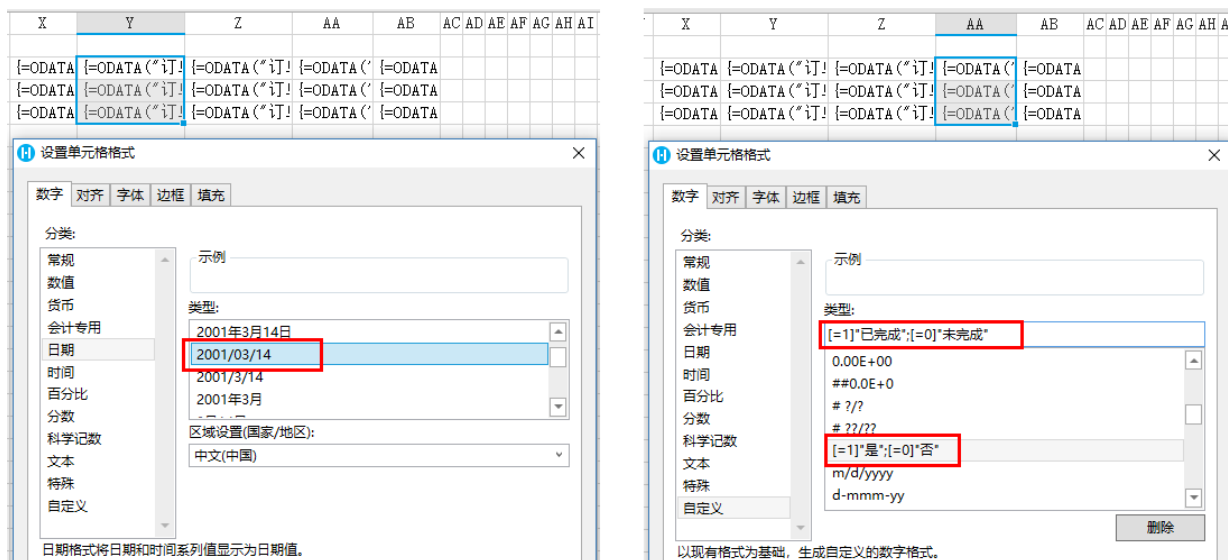 X Y Z AA AB AC AD AE AF AG AH AI
{=ODATA {=ODATA("订! {=ODATA("订! {=ODATA(" {=ODATA
{=ODATA {=ODATA("订! {=ODATA("订! {=ODATA(" {=ODATA
{=ODATA {=ODATA("订! {=ODATA("订! {=ODATA(" {=ODATA
设置单元格格式
数字 对齐 字体 边框 填充
分类:
常规
数值
货币
会计专用
日期
时间
百分比
分数
科学记数
文本
特殊
自定义
示例
类型:
2001年3月14日
2001/03/14
2001/3/14
2001年3月
区域设置(国家/地区):
中文(中国)
日期格式将日期和时间系列值显示为日期值。
X Y Z AA AB AC AD AE AF AG AH A
{=ODATA {=ODATA("订! {=ODATA("订! {=ODATA(" {=ODATA
{=ODATA {=ODATA("订! {=ODATA("订! {=ODATA(" {=ODATA
{=ODATA {=ODATA("订! {=ODATA("订! {=ODATA(" {=ODATA
设置单元格格式
数字 对齐 字体 边框 填充
分类:
常规
数值
货币
会计专用
日期
时间
百分比
分数
科学记数
文本
特殊
自定义
示例
类型:
[=1]"已完成";[=0]"未完成"
0.00E+00
##0.0E+0
# ?/?
# ??/??
[=1]"是";[=0]"否"
m/d/yyyy
d-mmm-yy
删除
以现有格式为基础，生成自定义的数字格式。